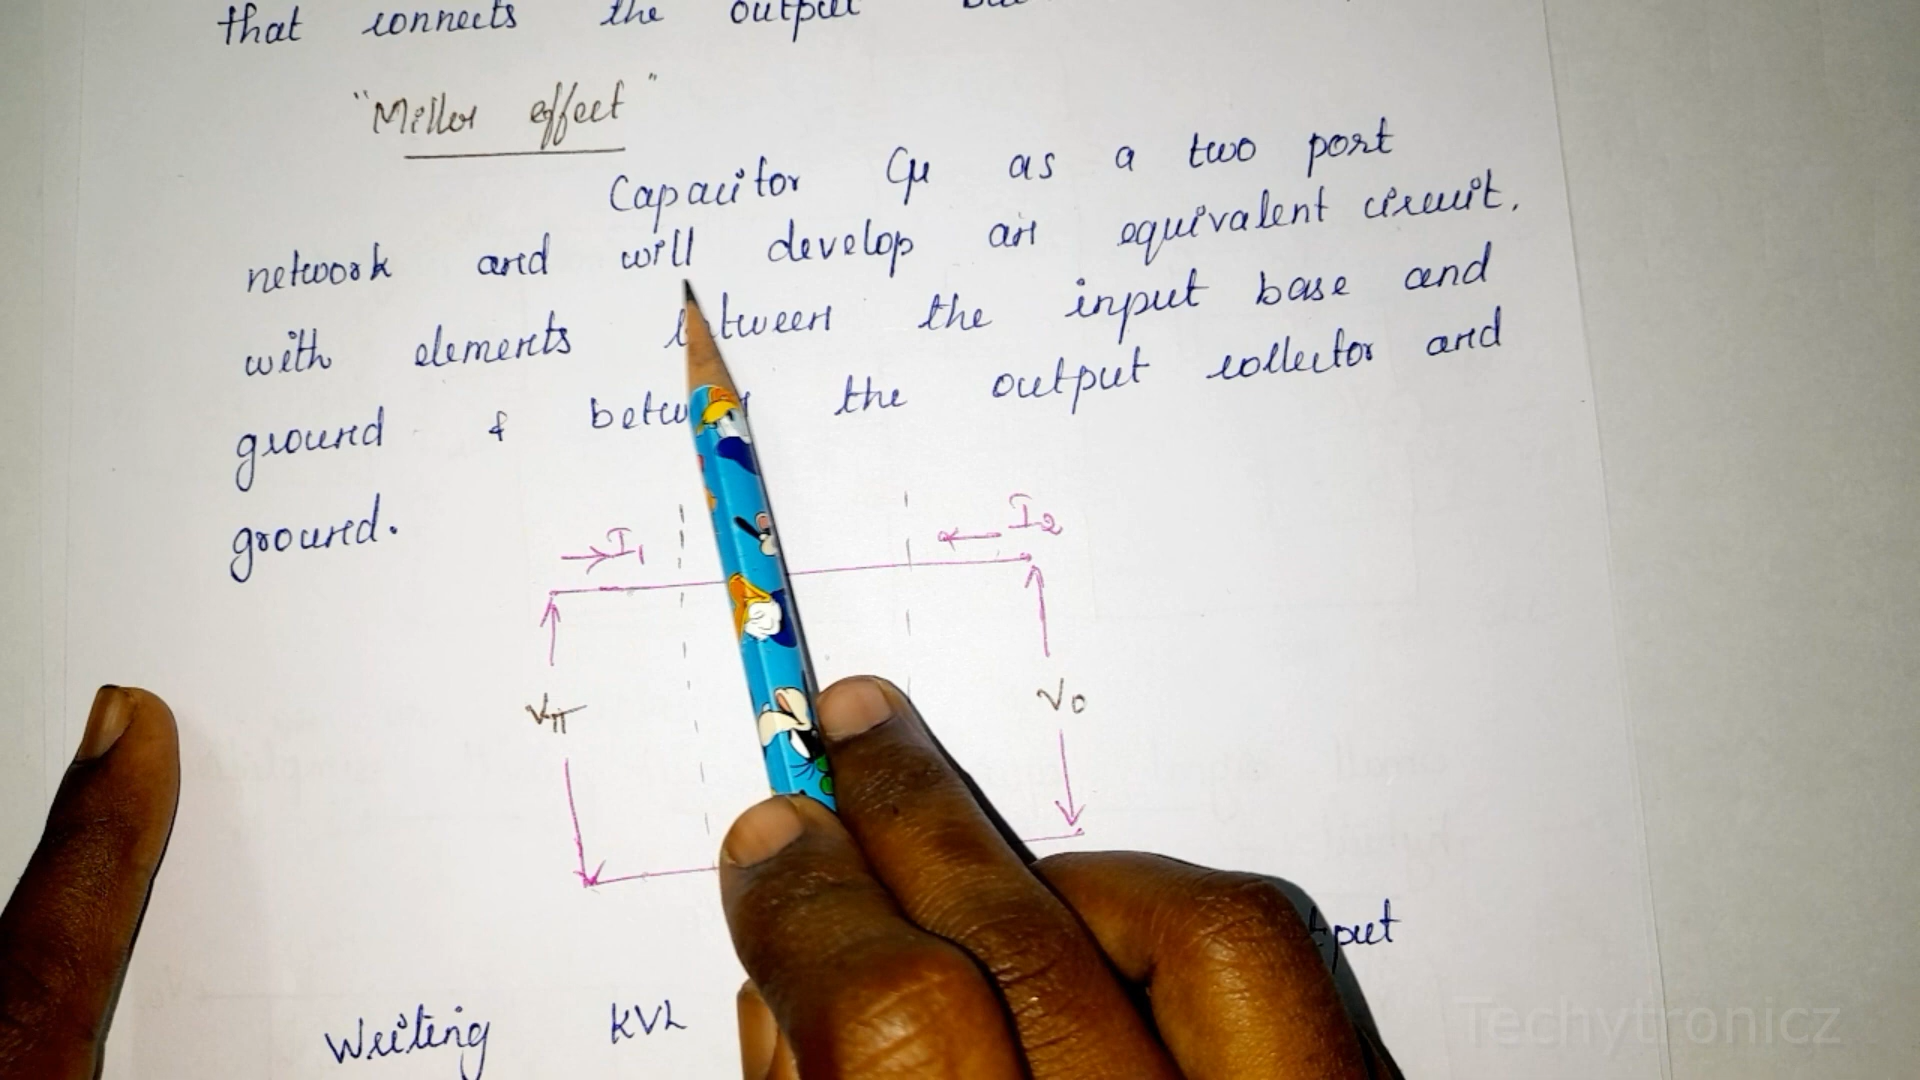 that connects the output
"Miller effect"
Capacitor Cμ as a two port
network and will develop an equivalent circuit.
with elements between the input base and
ground & between the output collector and
ground.
I1 I2
Vπ Vo
Writing KVL
Techytronicz